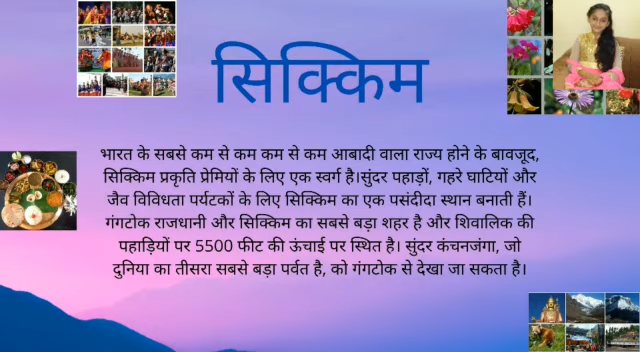 सिक्किम
भारत के सबसे कम से कम कम से कम आबादी वाला राज्य होने के बावजूद,
सिक्किम प्रकृति प्रेमियों के लिए एक स्वर्ग है।सुंदर पहाड़ों, गहरे घाटियों और
जैव विविधता पर्यटकों के लिए सिक्किम का एक पसंदीदा स्थान बनाती हैं।
गंगटोक राजधानी और सिक्किम का सबसे बड़ा शहर है और शिवालिक की
पहाड़ियों पर 5500 फीट की ऊंचाई पर स्थित है। सुंदर कंचनजंगा, जो
दुनिया का तीसरा सबसे बड़ा पर्वत है, को गंगटोक से देखा जा सकता है।